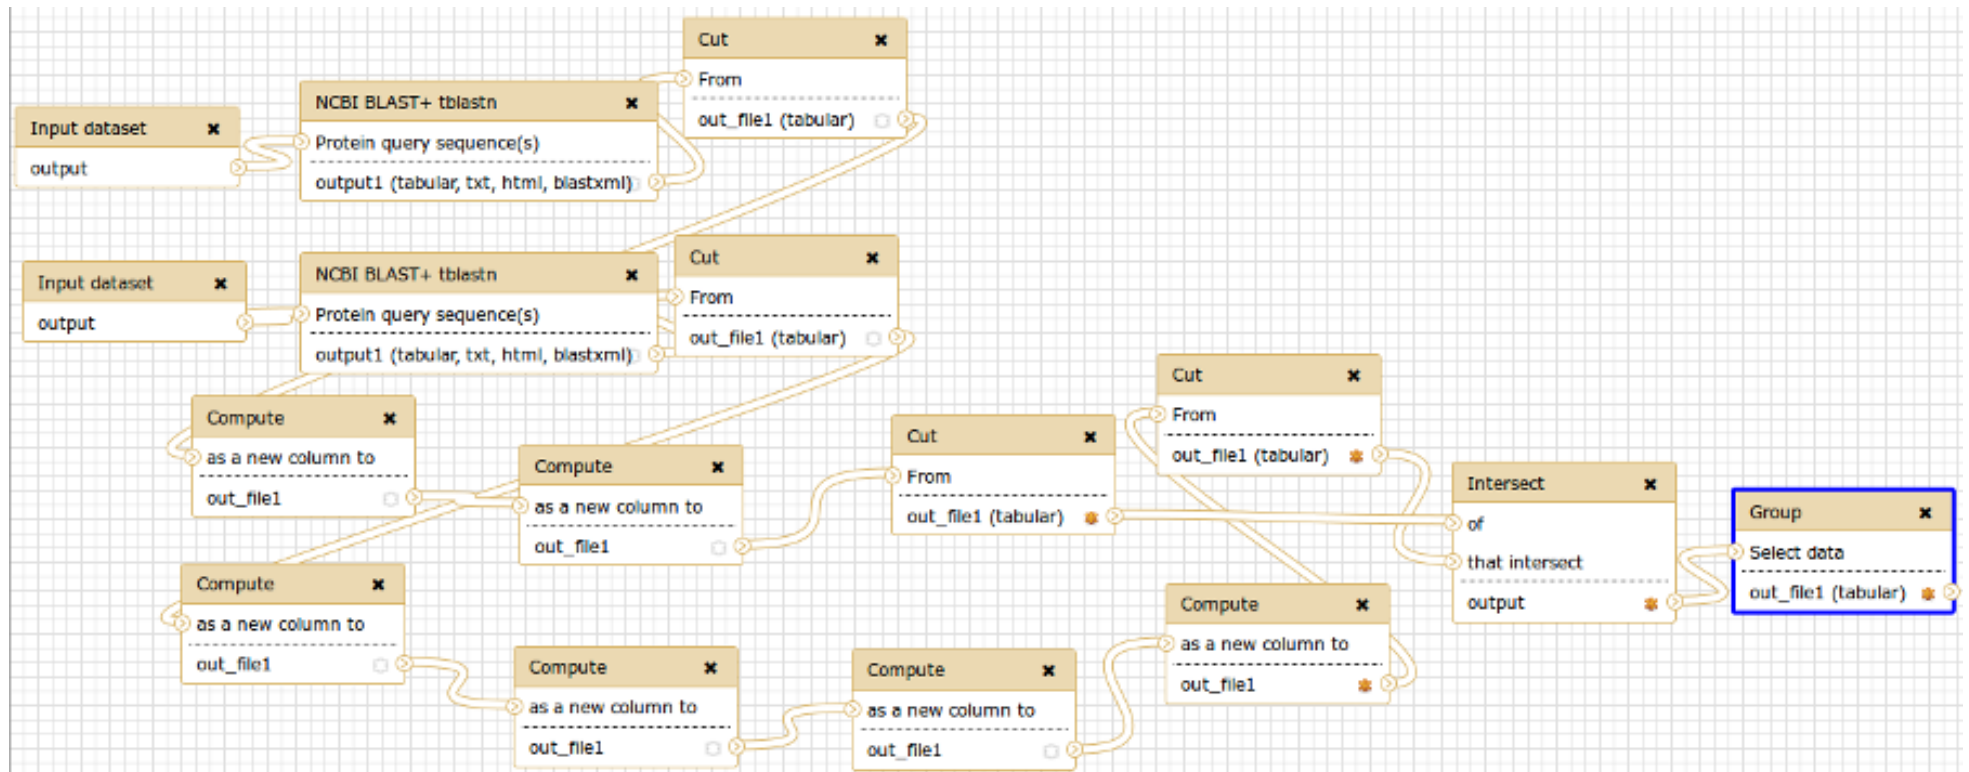 Cut
From
out_file1 (tabular)
Input dataset
output
NCBI BLAST+ tblastn
Protein query sequence(s)
output1 (tabular, txt, html, blastxml)
Input dataset
output
NCBI BLAST+ tblastn
Protein query sequence(s)
output1 (tabular, txt, html, blastxml)
Cut
From
out_file1 (tabular)
Compute
as a new column to
out_file1
Compute
as a new column to
out_file1
Cut
From
out_file1 (tabular)
Cut
From
out_file1 (tabular)
Intersect
of
that intersect
output
Group
Select data
out_file1 (tabular)
Compute
as a new column to
out_file1
Compute
as a new column to
out_file1
Compute
as a new column to
out_file1
Compute
as a new column to
out_file1